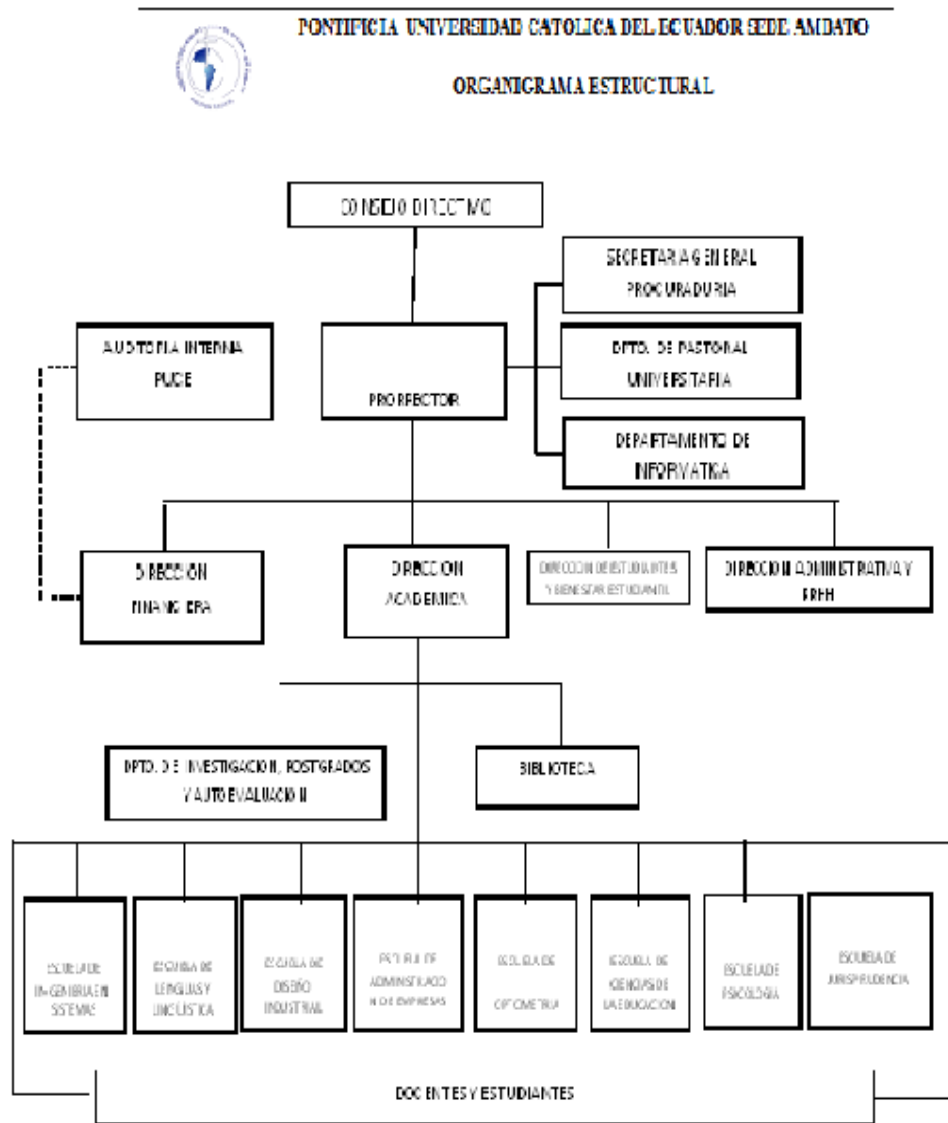 PONTIFICIA UNIVERSIDAD CATOLICA DEL ECUADOR SEDE AMBATO
ORGANIGRAMA ESTRUCTURAL
CONSEJO DIRECTIVO
SECRETARIA GENERAL
PROCURADURIA
AUDITORIA INTERNA
PUCE
PRORRECTOR
DPTO. DE PASTORAL
UNIVERSITARIA
DEPARTAMENTO DE
INFORMATICA
DIRECCION
FINANCIERA
DIRECCION
ACADEMICA
DIRECCION DE ESTUDIANTES
Y BIENESTAR ESTUDIANTIL
DIRECCION ADMINISTRATIVA Y
RRHH
DPTO. DE INVESTIGACION, POSTGRADOS
Y AUTOEVALUACION
BIBLIOTECA
ESCUELA DE
INGENIERIA EN
SISTEMAS
ESCUELA DE
LENGUAS Y
LINGÜÍSTICA
ESCUELA DE
DISEÑO
INDUSTRIAL
ESCUELA DE
ADMINISTRACIO
N DE EMPRESAS
ESCUELA DE
OPTOMETRIA
ESCUELA DE
CIENCIAS DE
LA EDUCACION
ESCUELA DE
PSICOLOGIA
ESCUELA DE
JURISPRUDENCIA
DOCENTES Y ESTUDIANTES